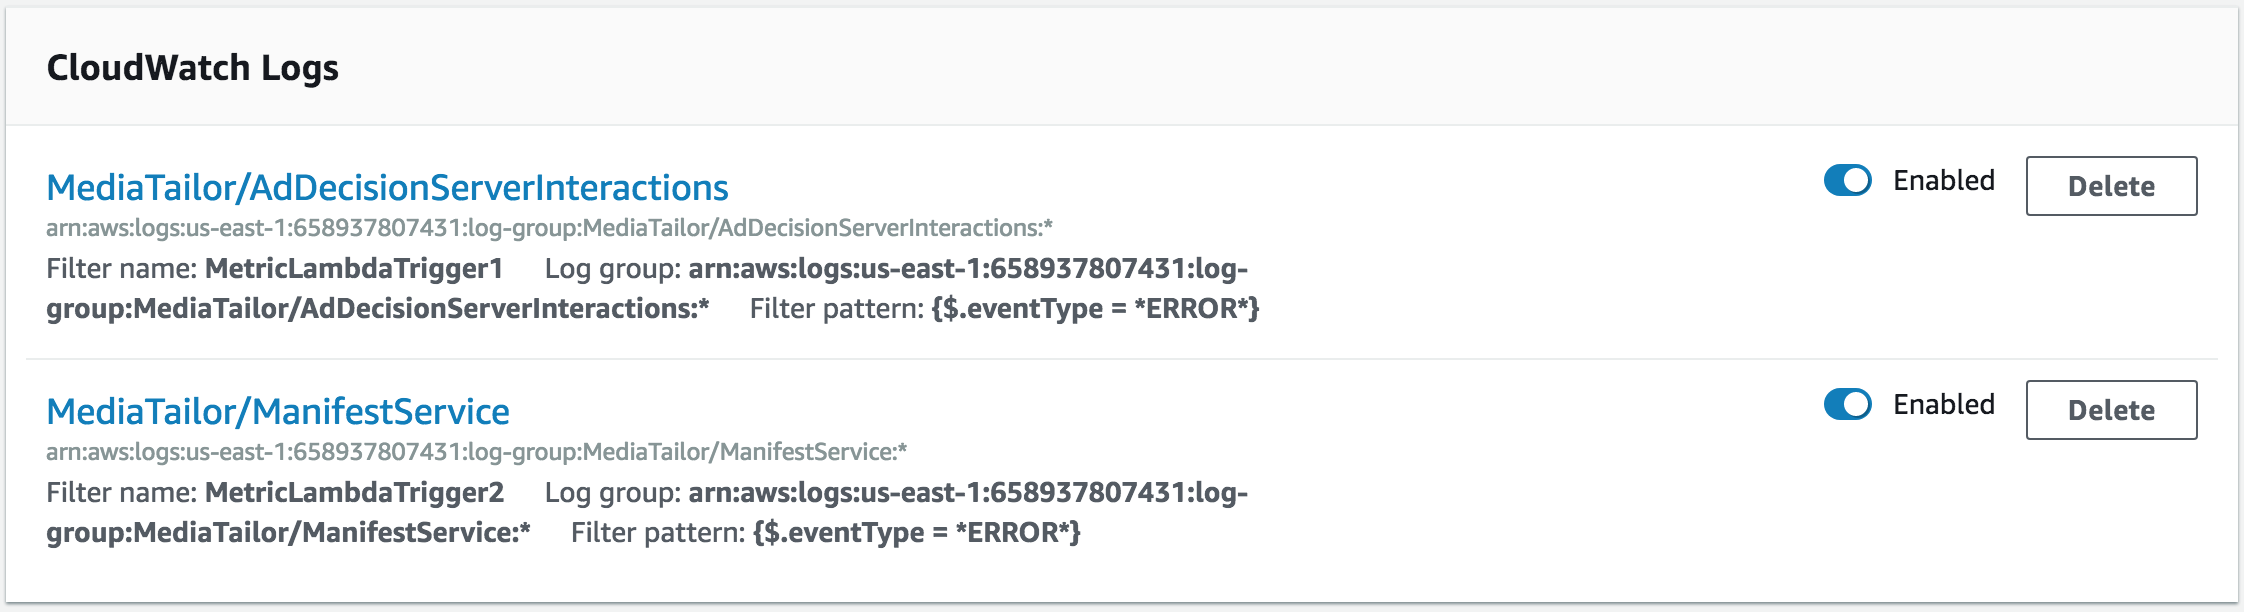 CloudWatch Logs
MediaTailor/AdDecisionServerInteractions
Enabled
Delete
arn:aws:logs:us-east-1:658937807431:log-group:MediaTailor/AdDecisionServerInteractions:*
Filter name: MetricLambdaTrigger1 Log group: arn:aws:logs:us-east-1:658937807431:log-
group:MediaTailor/AdDecisionServerInteractions:* Filter pattern: {$.eventType = *ERROR*}
MediaTailor/ManifestService
Enabled
Delete
arn:aws:logs:us-east-1:658937807431:log-group:MediaTailor/ManifestService:*
Filter name: MetricLambdaTrigger2 Log group: arn:aws:logs:us-east-1:658937807431:log-
group:MediaTailor/ManifestService:* Filter pattern: {$.eventType = *ERROR*}